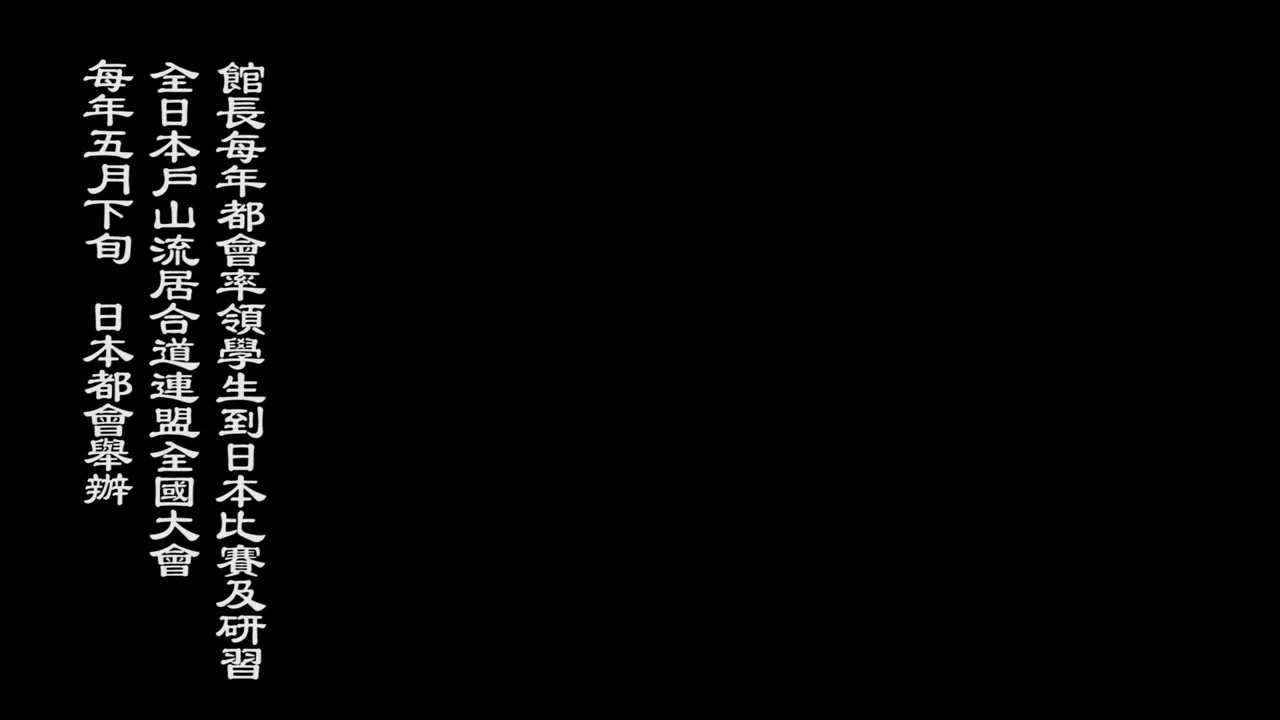 館長每年都會率領學生到日本比賽及研習
全日本戶山流居合道連盟全國大會
每年五月下旬　日本都會舉辦